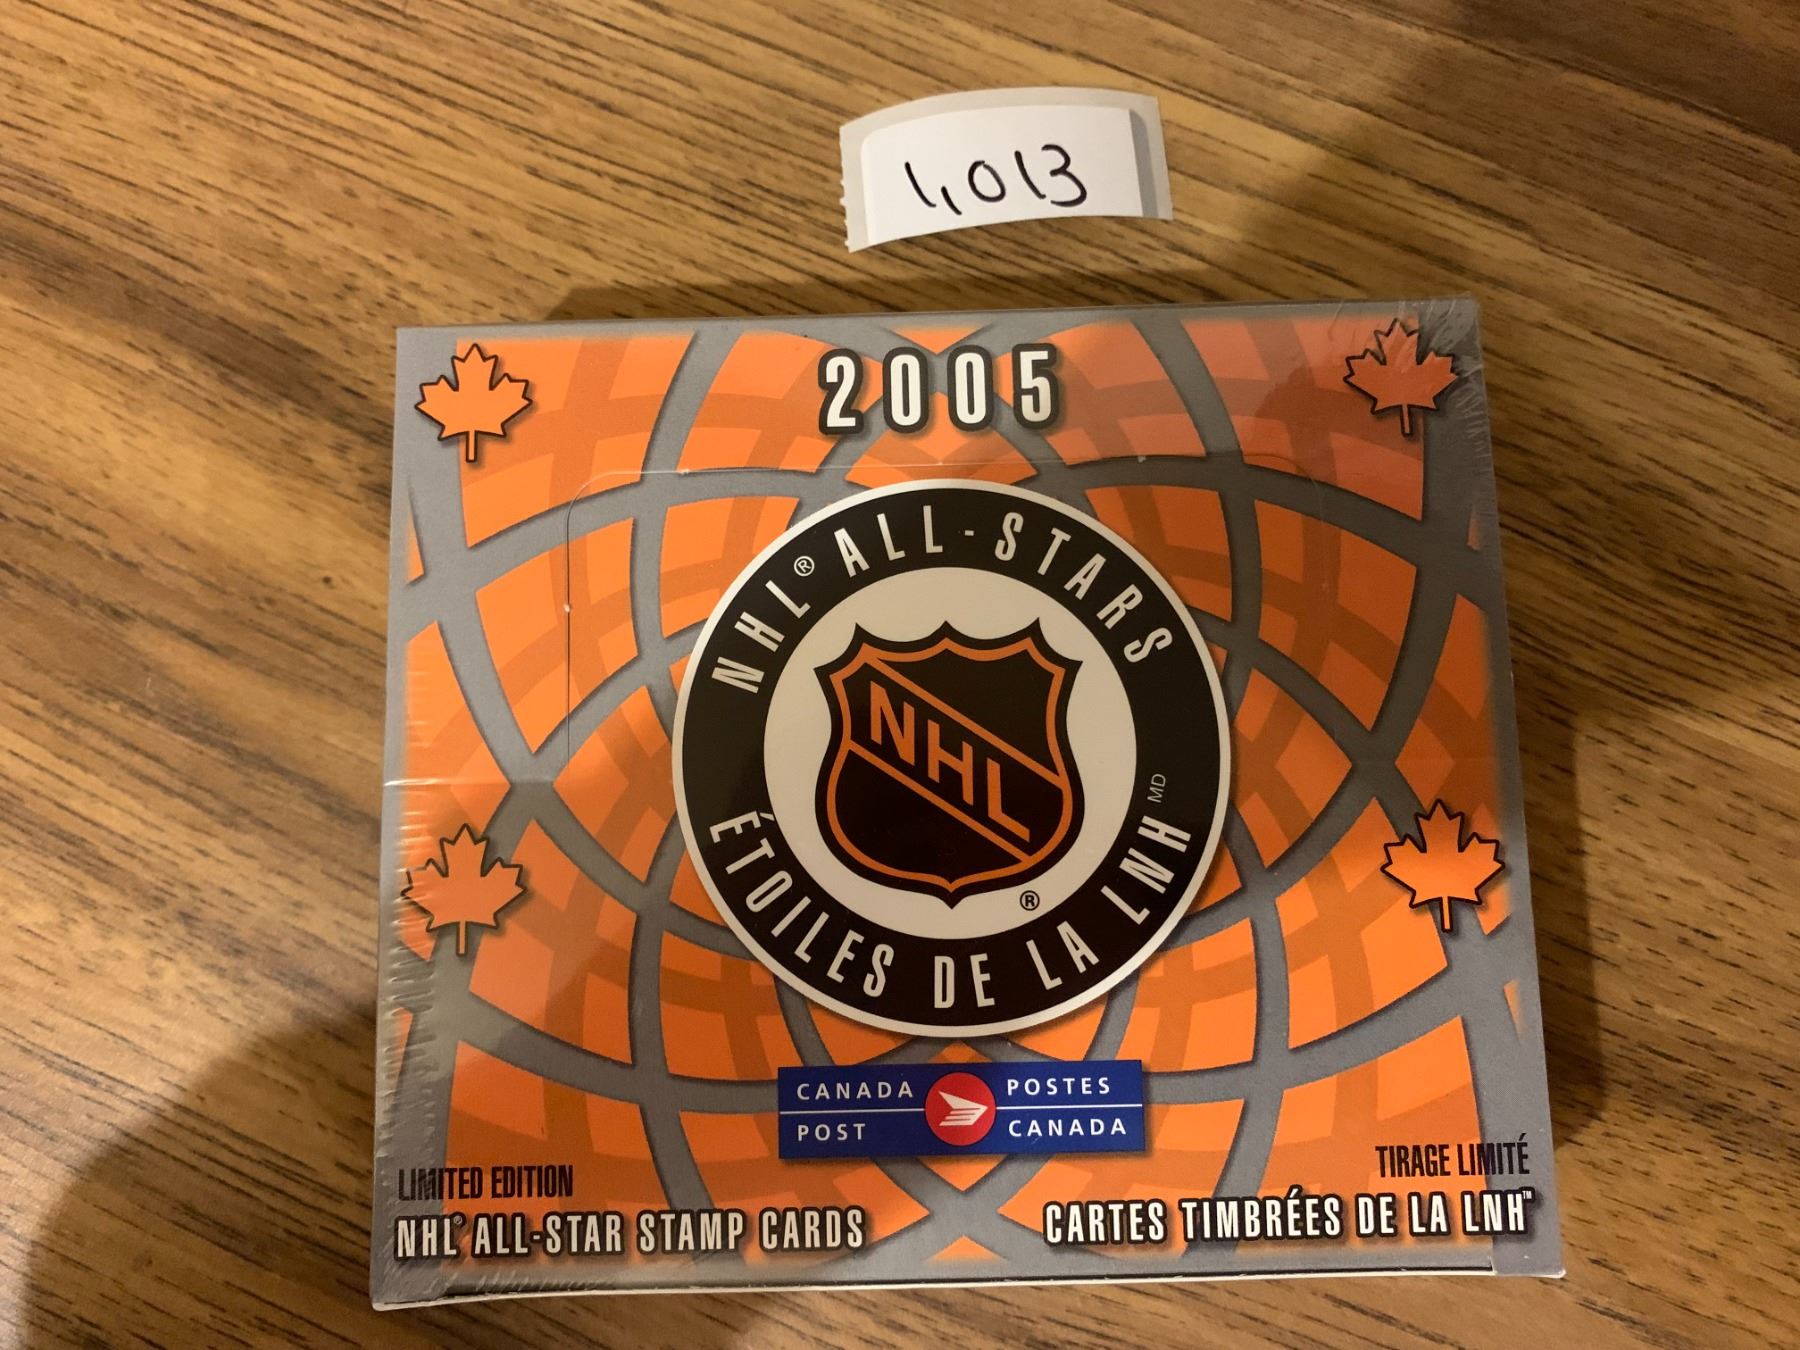 1,013
2005
NHL® ALL-STARS
NHL
®
ÉTOILES DE LA LNH MD
CANADA POSTES
POST CANADA
LIMITED EDITION
NHL® ALL-STAR STAMP CARDS
TIRAGE LIMITÉ
CARTES TIMBRÉES DE LA LNH™